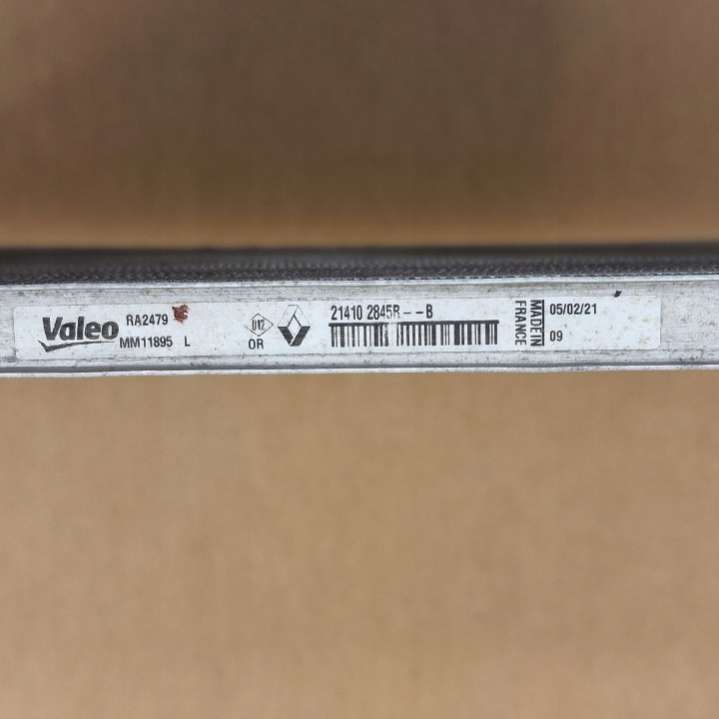 Valeo
RA2479
MM11895 L
012
OR
21410 2845R--B
MADE IN
FRANCE
05/02/21
09